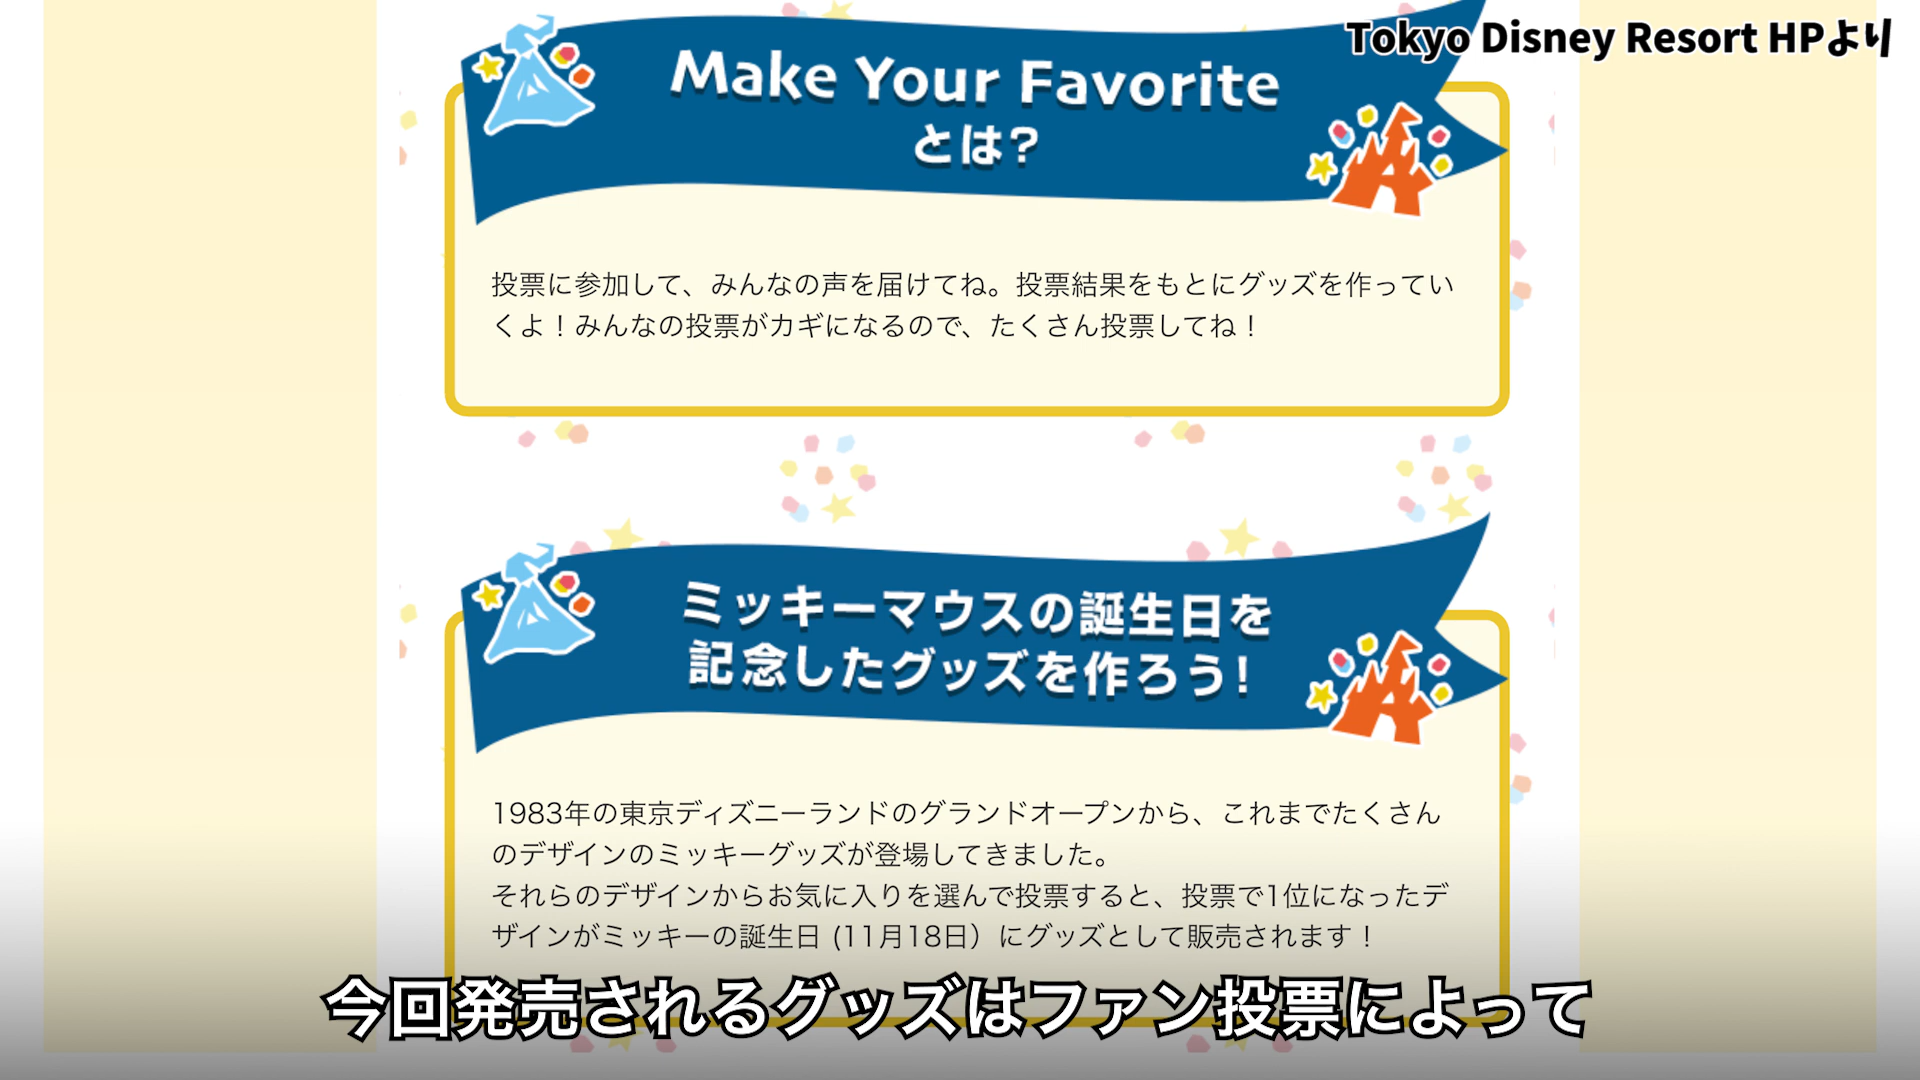 Tokyo Disney Resort HPより
Make Your Favorite
とは?
投票に参加して、みんなの声を届けてね。投票結果をもとにグッズを作ってい
くよ！みんなの投票がカギになるので、たくさん投票してね！
ミッキーマウスの誕生日を
記念したグッズを作ろう!
1983年の東京ディズニーランドのグランドオープンから、これまでたくさん
のデザインのミッキーグッズが登場してきました。
それらのデザインからお気に入りを選んで投票すると、投票で1位になったデ
ザインがミッキーの誕生日 (11月18日）にグッズとして販売されます！
今回発売されるグッズはファン投票によって